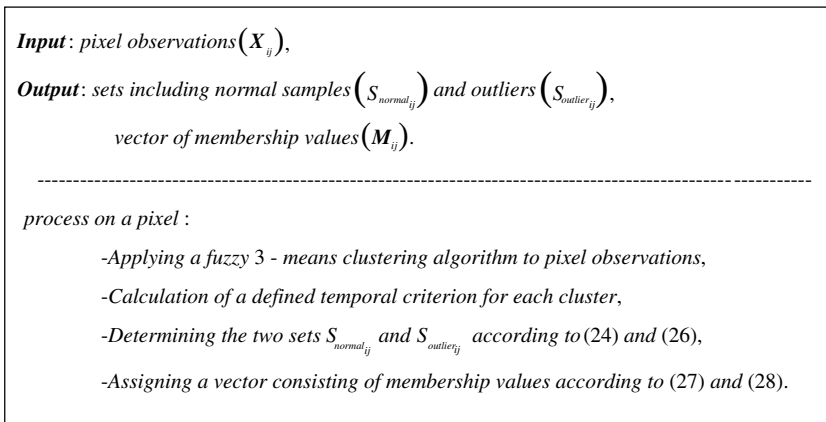 Input: pixel observations(X_ij),
Output: sets including normal samples(S_normal_ij) and outliers(S_outlier_ij),
vector of membership values(M_ij).
--------------------------------------------------------------------------------------------------------------
process on a pixel :
-Applying a fuzzy 3 - means clustering algorithm to pixel observations,
-Calculation of a defined temporal criterion for each cluster,
-Determining the two sets S_normal_ij and S_outlier_ij according to (24) and (26),
-Assigning a vector consisting of membership values according to (27) and (28).